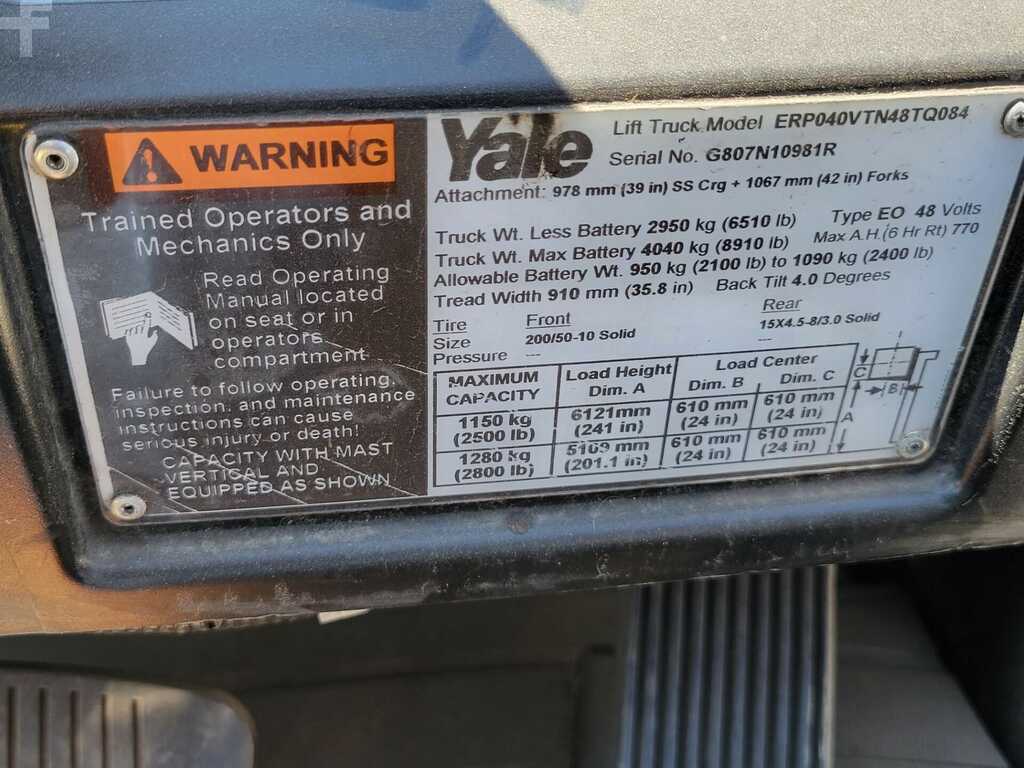 WARNING
Trained Operators and
Mechanics Only
Read Operating
Manual located
on seat or in
operators
compartment
Failure to follow operating,
inspection, and maintenance
instructions can cause
serious injury or death!
CAPACITY WITH MAST
VERTICAL AND
EQUIPPED AS SHOWN
Yale
Lift Truck Model ERP040VTN48TQ084
Serial No. G807N10981R
Attachment: 978 mm (39 in) SS Crg + 1067 mm (42 in) Forks
Truck Wt. Less Battery 2950 kg (6510 lb) Type EO 48 Volts
Truck Wt. Max Battery 4040 kg (8910 lb) Max A.H.(6 Hr Rt) 770
Allowable Battery Wt. 950 kg (2100 lb) to 1090 kg (2400 lb)
Tread Width 910 mm (35.8 in) Back Tilt 4.0 Degrees
Tire Front Rear
Size 200/50-10 Solid 15X4.5-8/3.0 Solid
Pressure --- ---
MAXIMUM CAPACITY Load Height Dim. A Load Center Dim. B Dim. C
1150 kg 6121mm 610 mm 610 mm
(2500 lb) (241 in) (24 in) (24 in)
1280 kg 5109 mm 610 mm 610 mm
(2800 lb) (201.1 in) (24 in) (24 in)
C
B
A